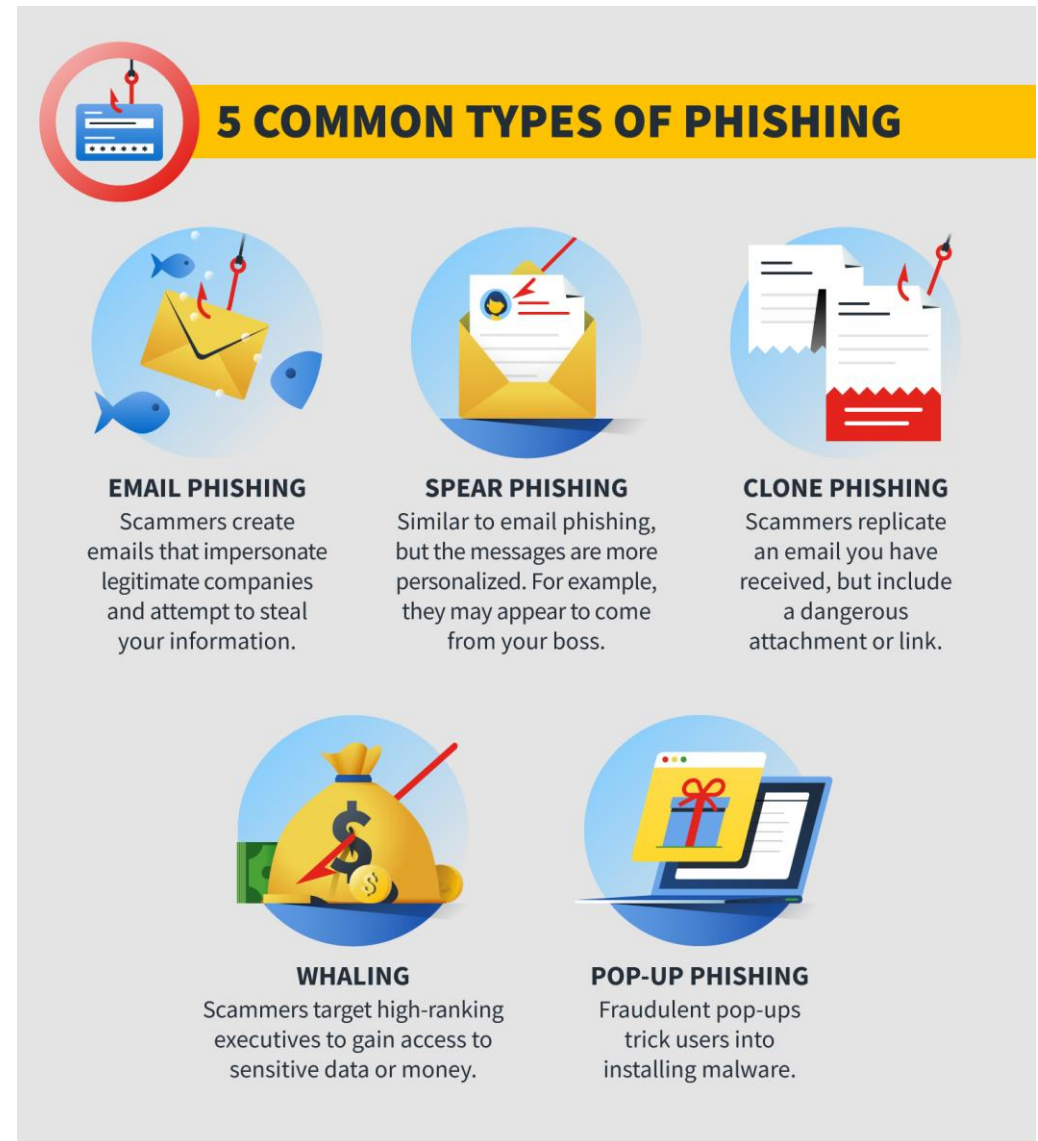 5 COMMON TYPES OF PHISHING
EMAIL PHISHING
Scammers create
emails that impersonate
legitimate companies
and attempt to steal
your information.
SPEAR PHISHING
Similar to email phishing,
but the messages are more
personalized. For example,
they may appear to come
from your boss.
CLONE PHISHING
Scammers replicate
an email you have
received, but include
a dangerous
attachment or link.
WHALING
Scammers target high-ranking
executives to gain access to
sensitive data or money.
POP-UP PHISHING
Fraudulent pop-ups
trick users into
installing malware.